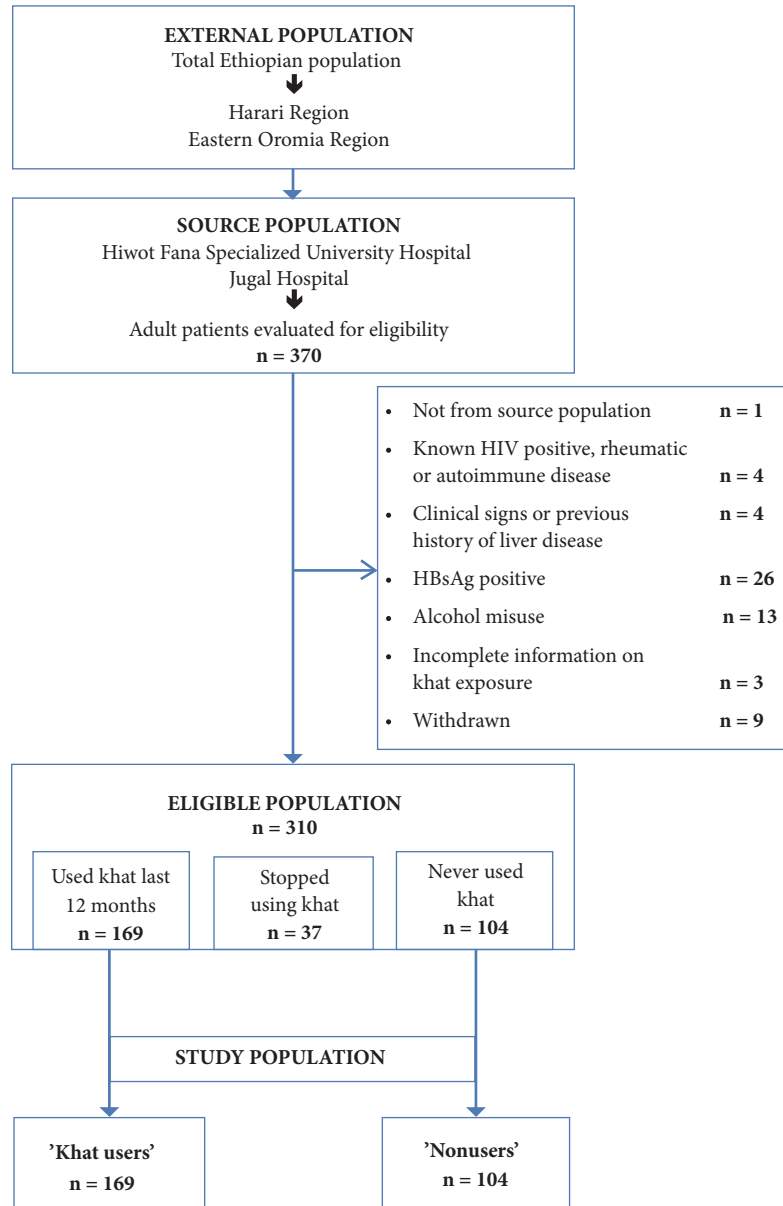 EXTERNAL POPULATION
Total Ethiopian population
Harari Region
Eastern Oromia Region
SOURCE POPULATION
Hiwot Fana Specialized University Hospital
Jugal Hospital
Adult patients evaluated for eligibility
n = 370
• Not from source population n = 1
• Known HIV positive, rheumatic
or autoimmune disease n = 4
• Clinical signs or previous n = 4
history of liver disease
• HBsAg positive n = 26
• Alcohol misuse n = 13
• Incomplete information on
khat exposure n = 3
• Withdrawn n = 9
ELIGIBLE POPULATION
n = 310
Used khat last
12 months
n = 169
Stopped
using khat
n = 37
Never used
khat
n = 104
STUDY POPULATION
’Khat users’
n = 169
’Nonusers’
n = 104